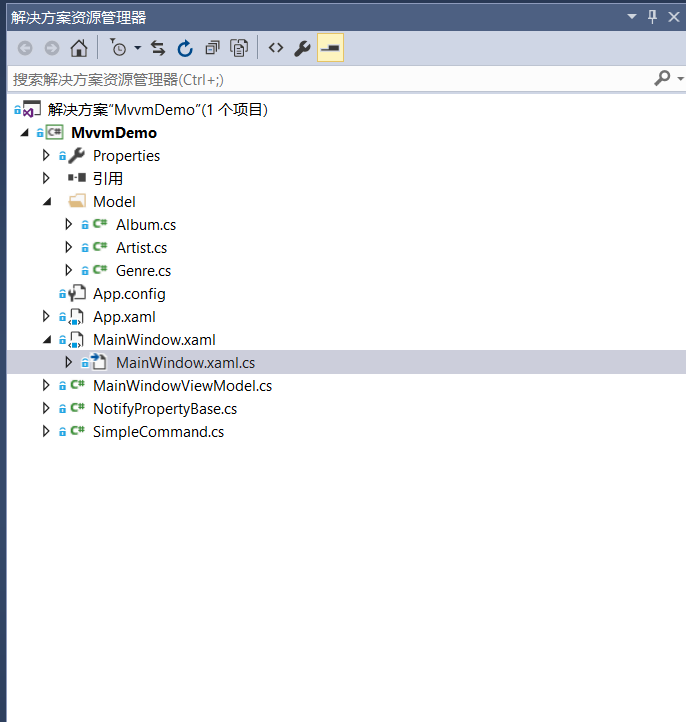 解决方案资源管理器
搜索解决方案资源管理器(Ctrl+;)
解决方案"MvvmDemo"(1 个项目)
C# MvvmDemo
Properties
引用
Model
C# Album.cs
C# Artist.cs
C# Genre.cs
App.config
App.xaml
MainWindow.xaml
MainWindow.xaml.cs
C# MainWindowViewModel.cs
C# NotifyPropertyBase.cs
C# SimpleCommand.cs